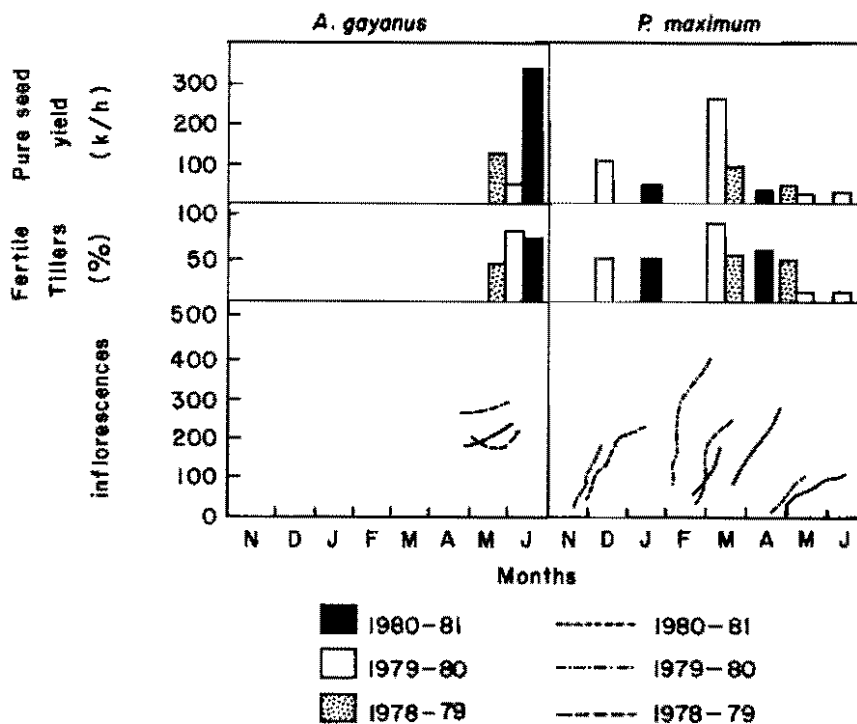 A. gayanus P. maximum
Pure seed
yield
(k/h)
300
200
100
Fertile
Tillers
(%)
100
50
inflorescences
500
400
300
200
100
0
N D J F M A M J N D J F M A M J
Months
1980-81 1980-81
1979-80 1979-80
1978-79 1978-79